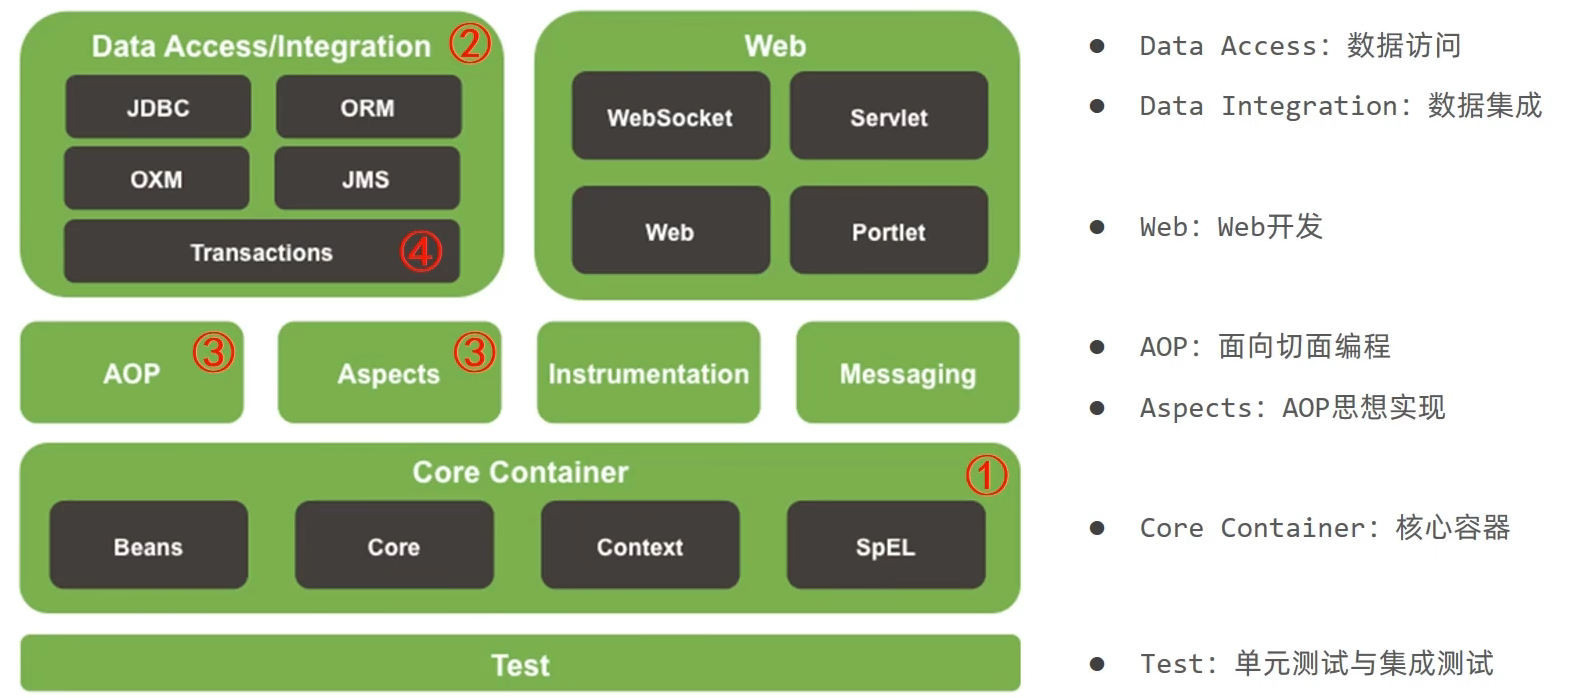 Data Access/Integration ②
JDBC ORM
OXM JMS
Transactions ④
Web
WebSocket Servlet
Web Portlet
AOP ③ Aspects ③ Instrumentation Messaging
Core Container ①
Beans Core Context SpEL
Test
● Data Access: 数据访问
● Data Integration: 数据集成
● Web: Web开发
● AOP: 面向切面编程
● Aspects: AOP思想实现
● Core Container: 核心容器
● Test: 单元测试与集成测试